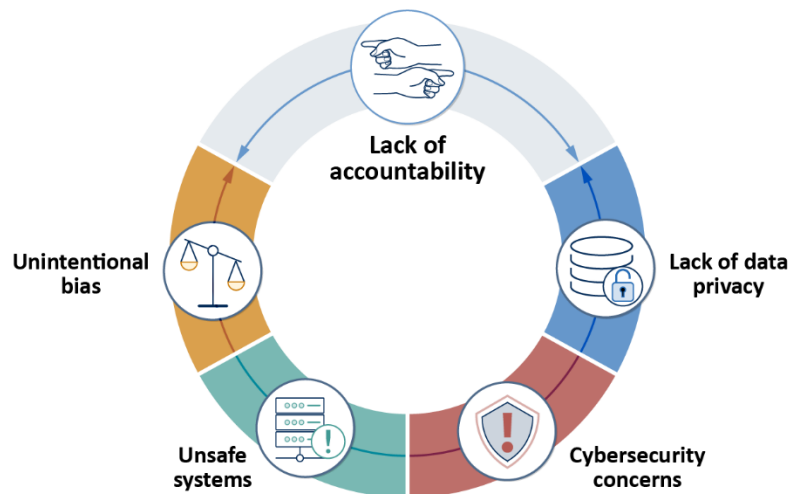 Lack of
accountability
Unintentional
bias
Lack of data
privacy
Unsafe
systems
Cybersecurity
concerns